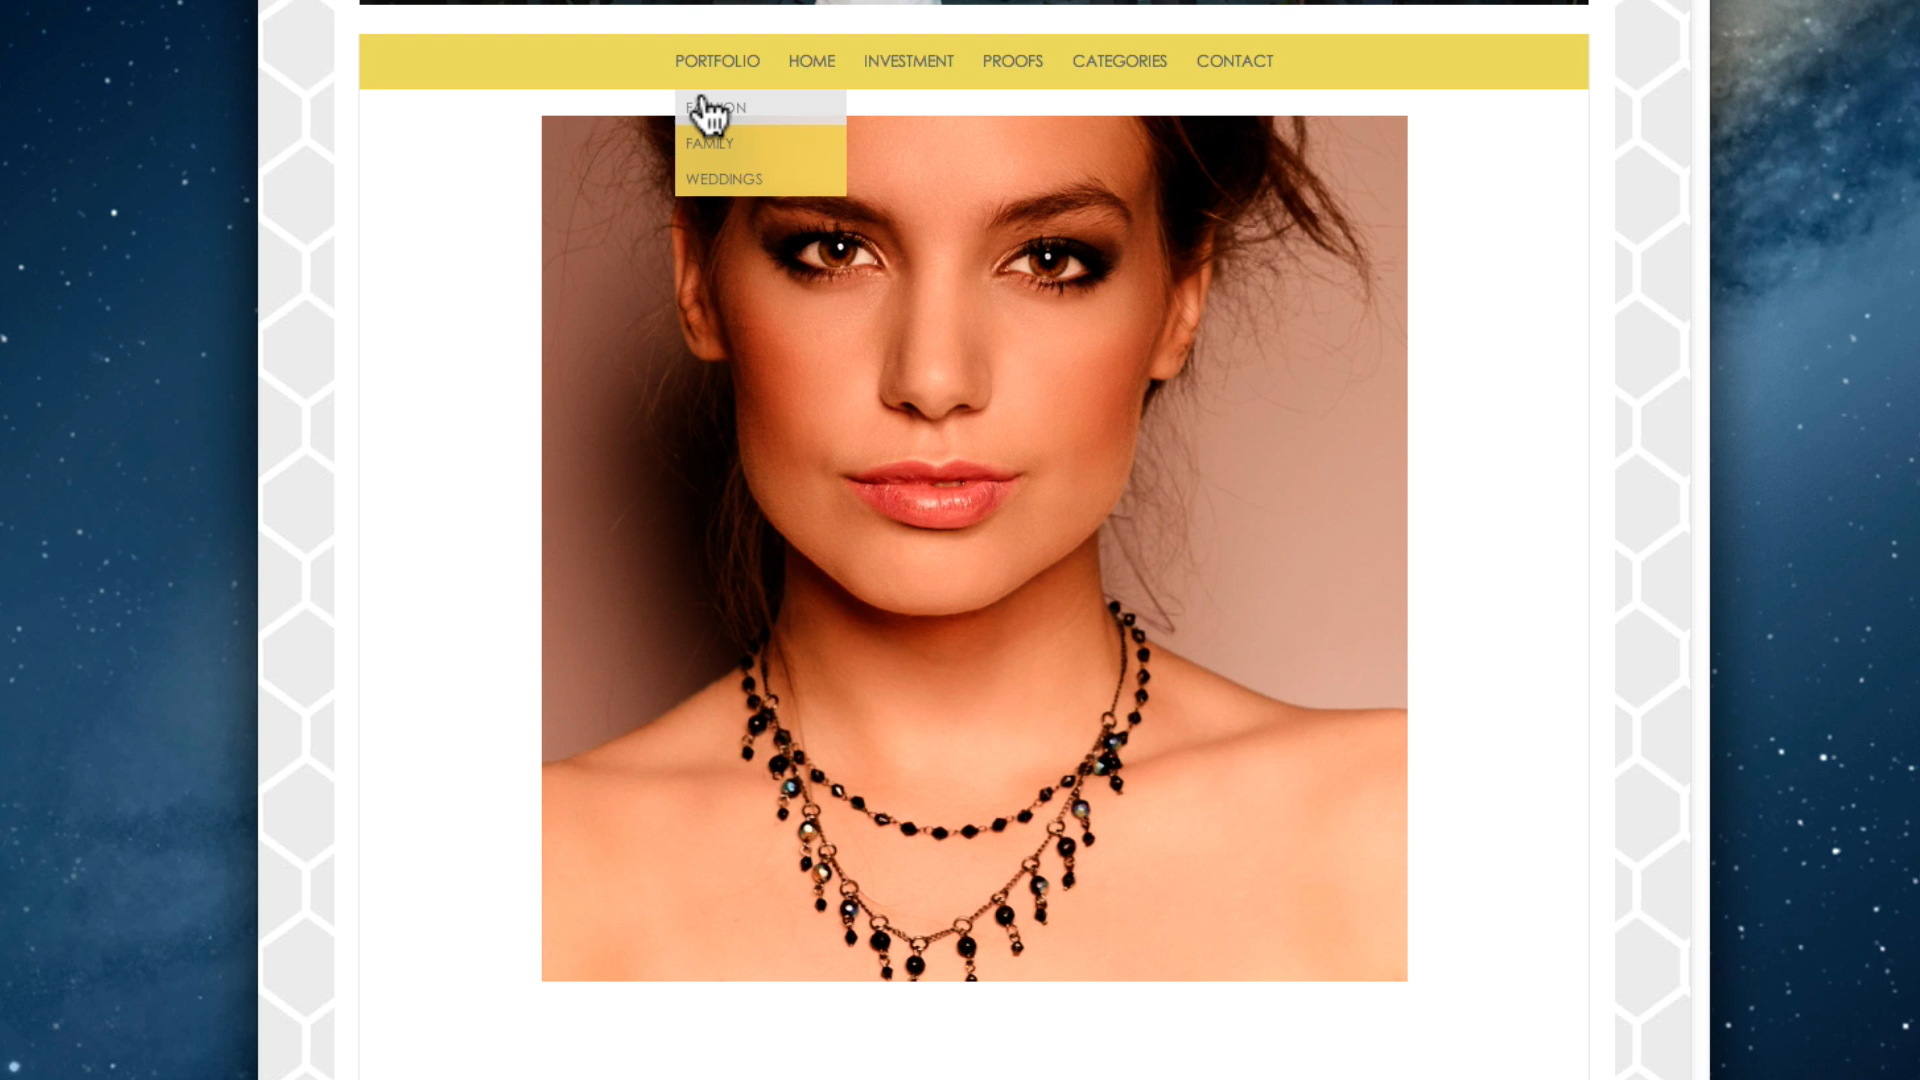 PORTFOLIO HOME INVESTMENT PROOFS CATEGORIES CONTACT
FAMILY
WEDDINGS